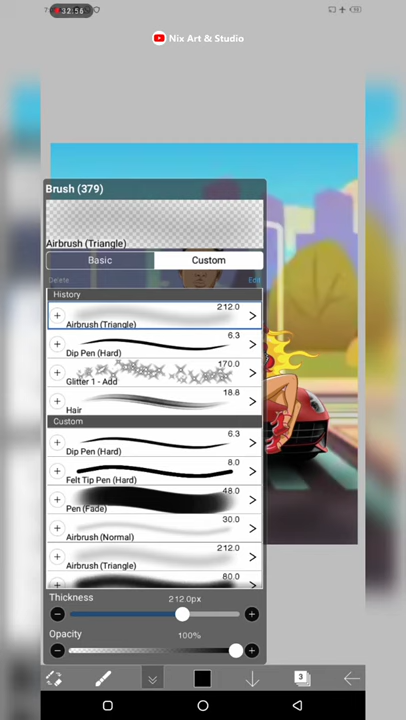 32:56
Nix Art & Studio
Brush (379)
Airbrush (Triangle)
Basic
Custom
Delete
Edit
History
212.0
Airbrush (Triangle)
6.3
Dip Pen (Hard)
170.0
Glitter 1 - Add
18.8
Hair
Custom
6.3
Dip Pen (Hard)
8.0
Felt Tip Pen (Hard)
48.0
Pen (Fade)
30.0
Airbrush (Normal)
212.0
Airbrush (Triangle)
80.0
Thickness
212.0px
Opacity
100%
3